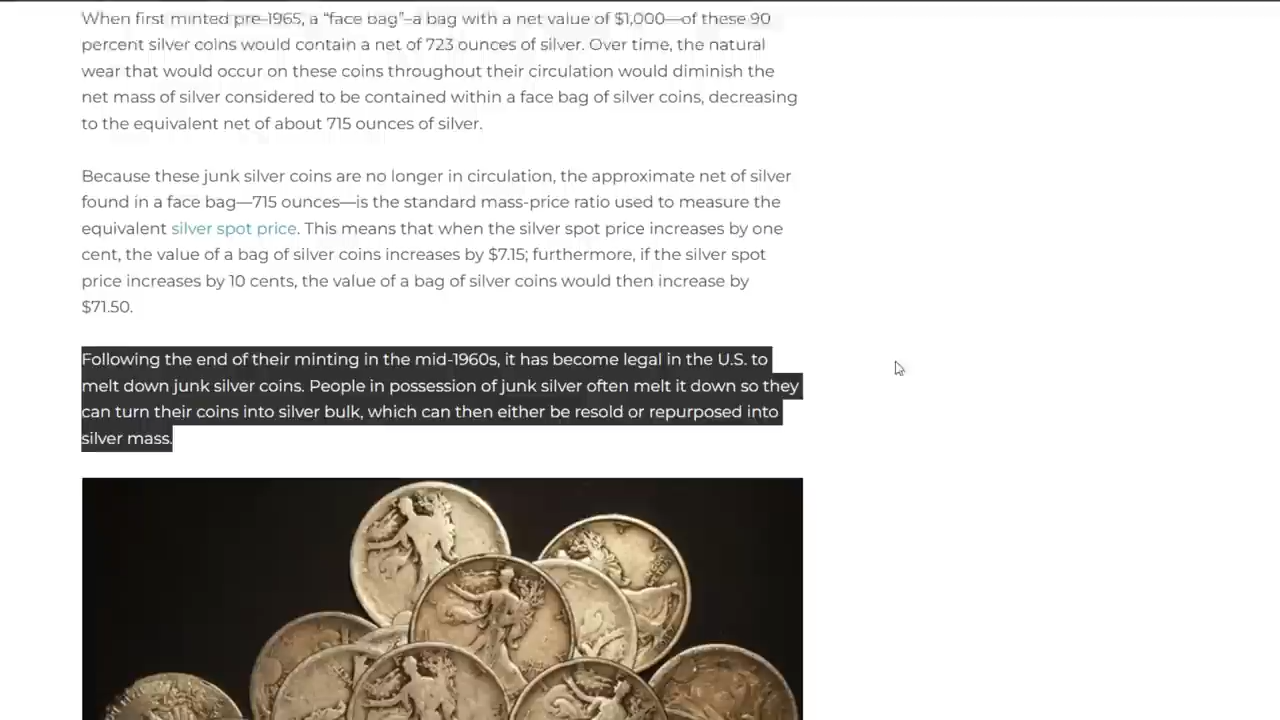 When first minted pre-1965, a “face bag”–a bag with a net value of $1,000—of these 90
percent silver coins would contain a net of 723 ounces of silver. Over time, the natural
wear that would occur on these coins throughout their circulation would diminish the
net mass of silver considered to be contained within a face bag of silver coins, decreasing
to the equivalent net of about 715 ounces of silver.
Because these junk silver coins are no longer in circulation, the approximate net of silver
found in a face bag—715 ounces—is the standard mass-price ratio used to measure the
equivalent silver spot price. This means that when the silver spot price increases by one
cent, the value of a bag of silver coins increases by $7.15; furthermore, if the silver spot
price increases by 10 cents, the value of a bag of silver coins would then increase by
$71.50.
Following the end of their minting in the mid-1960s, it has become legal in the U.S. to
melt down junk silver coins. People in possession of junk silver often melt it down so they
can turn their coins into silver bulk, which can then either be resold or repurposed into
silver mass.